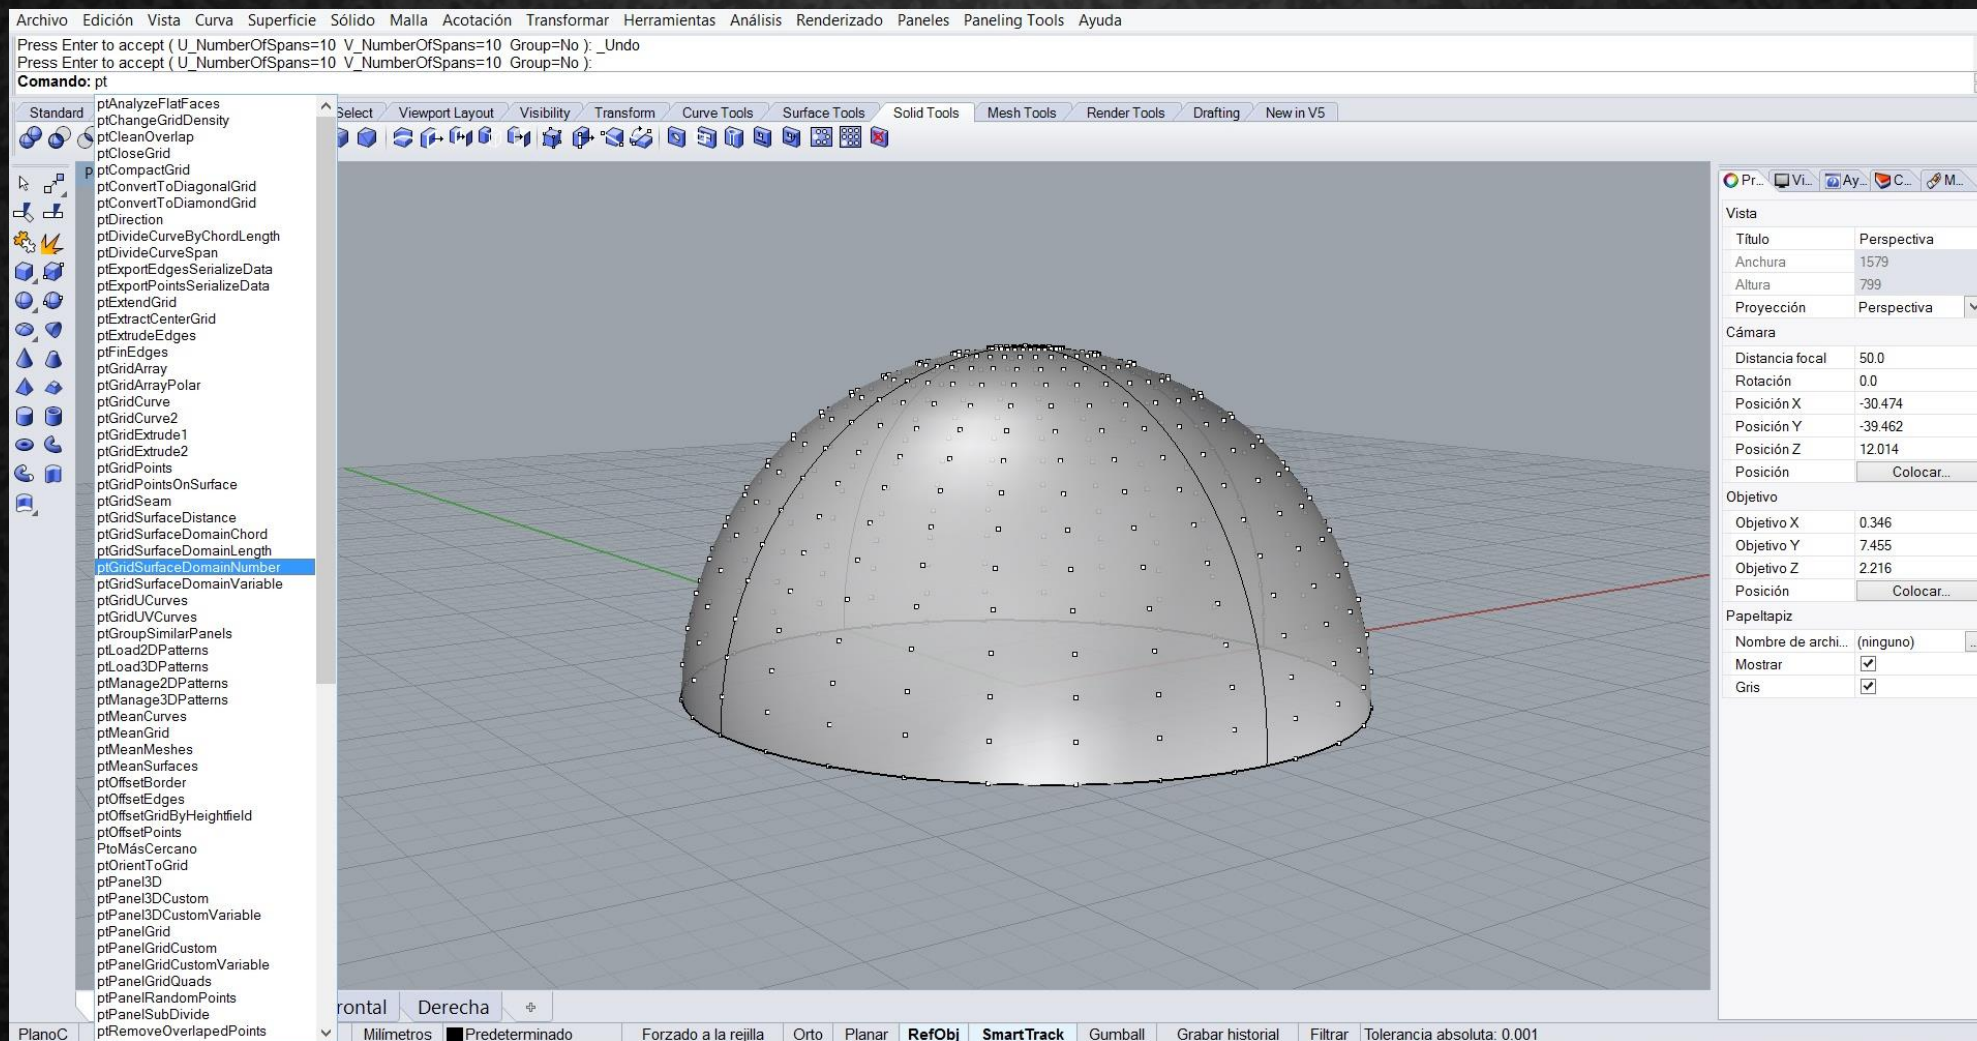 Archivo Edición Vista Curva Superficie Sólido Malla Acotación Transformar Herramientas Análisis Renderizado Paneles Paneling Tools Ayuda
Press Enter to accept ( U_NumberOfSpans=10 V_NumberOfSpans=10 Group=No ): _Undo
Press Enter to accept ( U_NumberOfSpans=10 V_NumberOfSpans=10 Group=No ):
Comando: pt
Standard Select Viewport Layout Visibility Transform Curve Tools Surface Tools Solid Tools Mesh Tools Render Tools Drafting New in V5
ptAnalyzeFlatFaces
ptChangeGridDensity
ptCleanOverlap
ptCloseGrid
ptCompactGrid
ptConvertToDiagonalGrid
ptConvertToDiamondGrid
ptDirection
ptDivideCurveByChordLength
ptDivideCurveSpan
ptExportEdgesSerializeData
ptExportPointsSerializeData
ptExtendGrid
ptExtractCenterGrid
ptExtrudeEdges
ptFinEdges
ptGridArray
ptGridArrayPolar
ptGridCurve
ptGridCurve2
ptGridExtrude1
ptGridExtrude2
ptGridPoints
ptGridPointsOnSurface
ptGridSeam
ptGridSurfaceDistance
ptGridSurfaceDomainChord
ptGridSurfaceDomainLength
ptGridSurfaceDomainNumber
ptGridSurfaceDomainVariable
ptGridUCurves
ptGridUVCurves
ptGroupSimilarPanels
ptLoad2DPatterns
ptLoad3DPatterns
ptManage2DPatterns
ptManage3DPatterns
ptMeanCurves
ptMeanGrid
ptMeanMeshes
ptMeanSurfaces
ptOffsetBorder
ptOffsetEdges
ptOffsetGridByHeightfield
ptOffsetPoints
PtoMásCercano
ptOrientToGrid
ptPanel3D
ptPanel3DCustom
ptPanel3DCustomVariable
ptPanelGrid
ptPanelGridCustom
ptPanelGridCustomVariable
ptPanelGridQuads
ptPanelRandomPoints
ptPanelSubDivide
ptRemoveOverlapedPoints
Pr... Vi... Ay... C... M...
Vista
Título Perspectiva
Anchura 1579
Altura 799
Proyección Perspectiva
Cámara
Distancia focal 50.0
Rotación 0.0
Posición X -30.474
Posición Y -39.462
Posición Z 12.014
Posición Colocar...
Objetivo
Objetivo X 0.346
Objetivo Y 7.455
Objetivo Z 2.216
Posición Colocar...
Papeltapiz
Nombre de archi... (ninguno) ...
Mostrar
Gris
rontal Derecha
PlanoC Milímetros Predeterminado Forzado a la rejilla Orto Planar RefObj SmartTrack Gumball Grabar historial Filtrar Tolerancia absoluta: 0.001